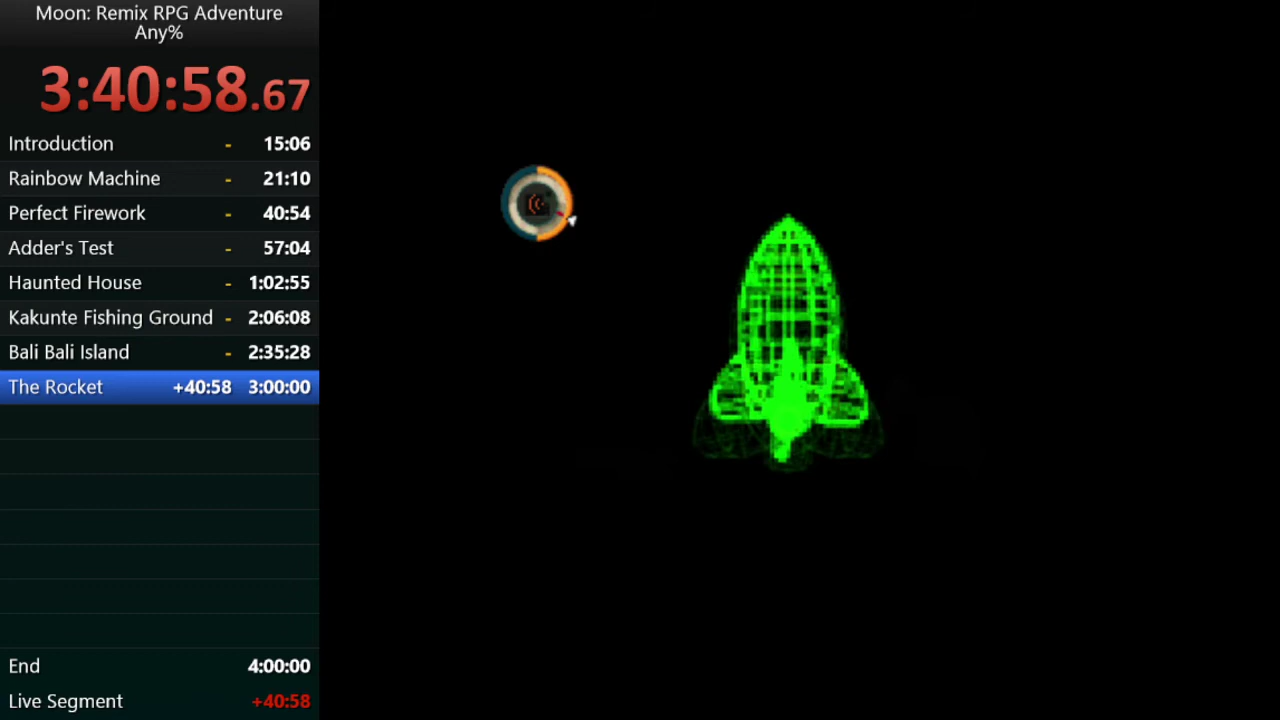 Moon: Remix RPG Adventure
Any%
3:40:58.67
Introduction - 15:06
Rainbow Machine - 21:10
Perfect Firework - 40:54
Adder's Test - 57:04
Haunted House - 1:02:55
Kakunte Fishing Ground - 2:06:08
Bali Bali Island - 2:35:28
The Rocket +40:58 3:00:00
End 4:00:00
Live Segment +40:58